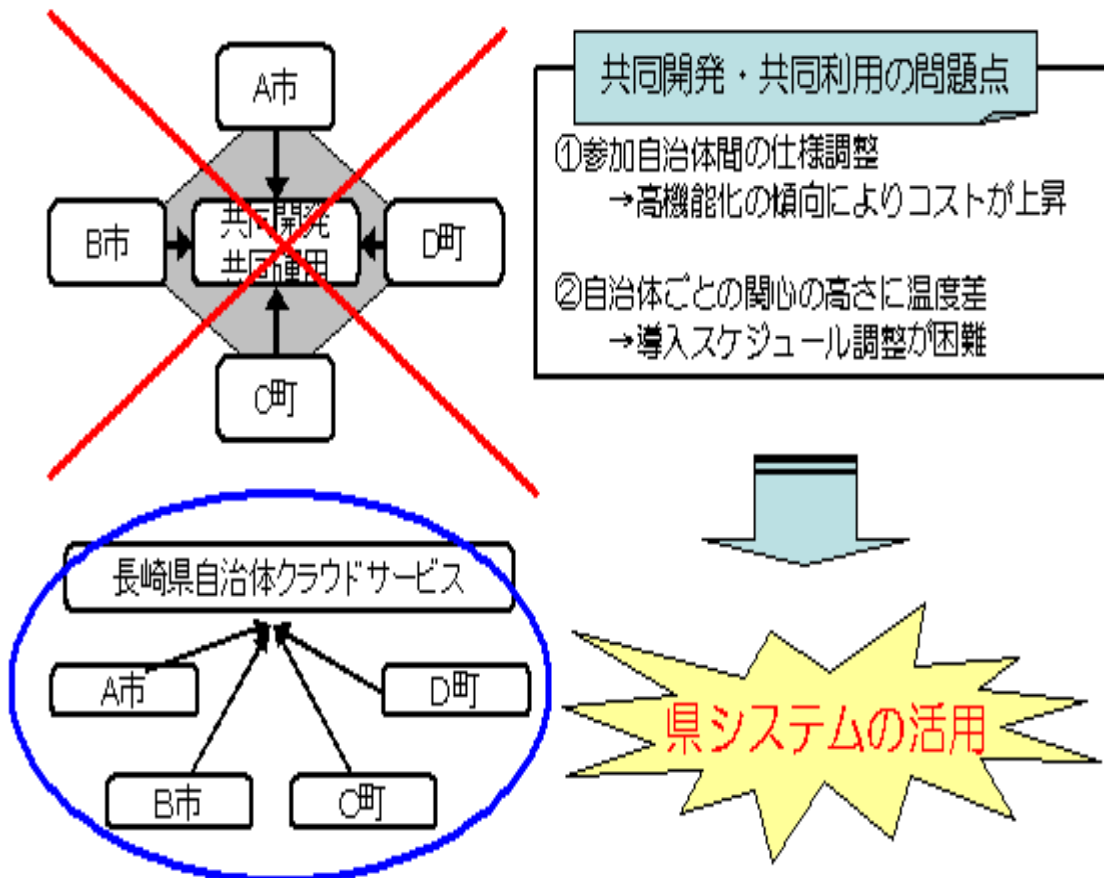 A市
B市
共同開発
共同運用
D町
C町
共同開発・共同利用の問題点
①参加自治体間の仕様調整
→高機能化の傾向によりコストが上昇
②自治体ごとの関心の高さに温度差
→導入スケジュール調整が困難
長崎県自治体クラウドサービス
A市
D町
B市
C町
県システムの活用